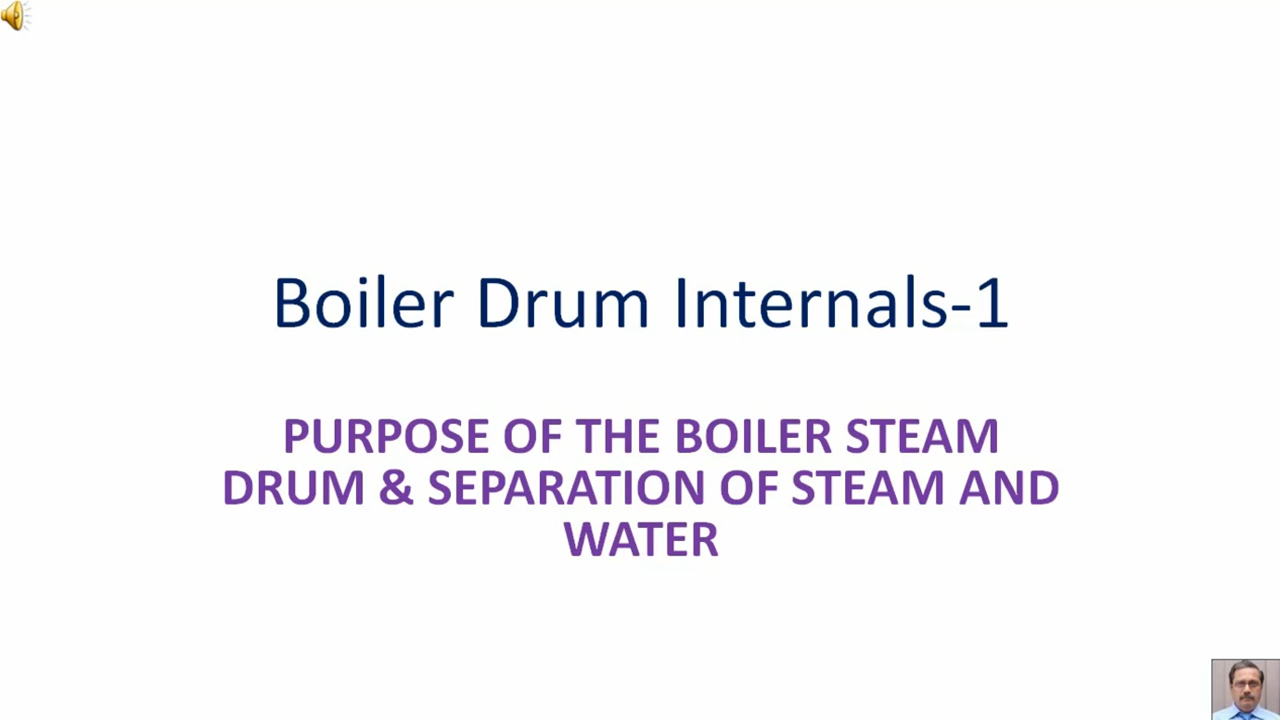 Boiler Drum Internals-1
PURPOSE OF THE BOILER STEAM
DRUM & SEPARATION OF STEAM AND
WATER